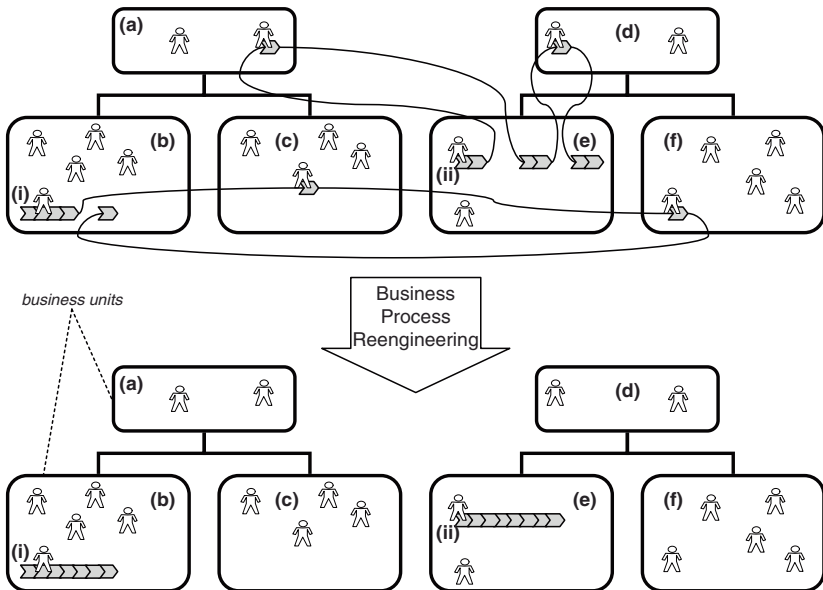 (a)
(d)
(b)
(c)
(e)
(f)
(i)
(ii)
business units
Business
Process
Reengineering
(a)
(d)
(b)
(c)
(e)
(f)
(i)
(ii)